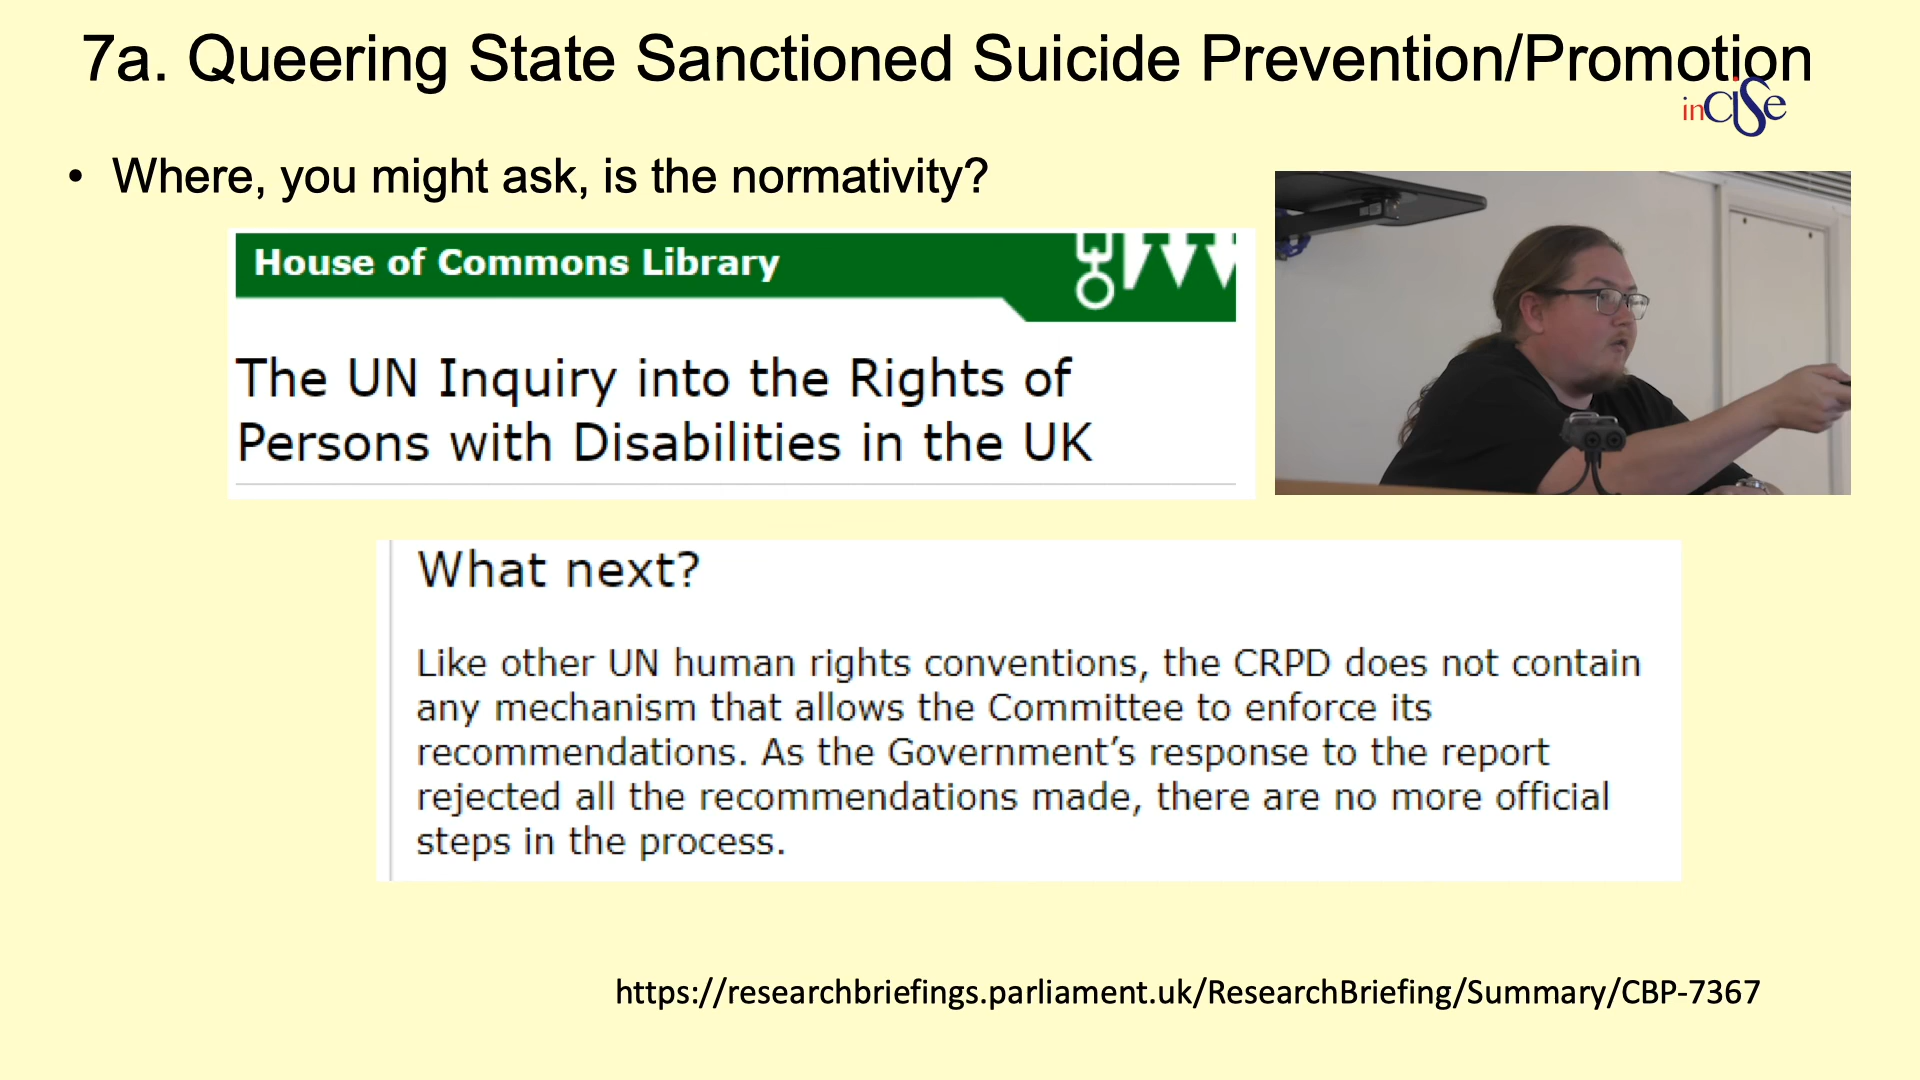 7a. Queering State Sanctioned Suicide Prevention/Promotion
inCISe
• Where, you might ask, is the normativity?
House of Commons Library
The UN Inquiry into the Rights of
Persons with Disabilities in the UK
What next?
Like other UN human rights conventions, the CRPD does not contain
any mechanism that allows the Committee to enforce its
recommendations. As the Government’s response to the report
rejected all the recommendations made, there are no more official
steps in the process.
https://researchbriefings.parliament.uk/ResearchBriefing/Summary/CBP-7367